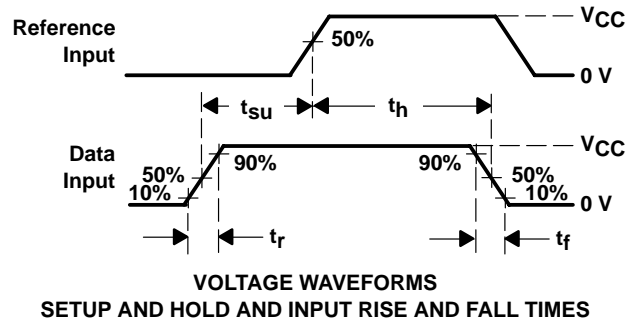 Reference
Input
50%
VCC
0 V
tsu
th
Data
Input
50%
10%
90%
90%
50%
10%
VCC
0 V
tr
tf
VOLTAGE WAVEFORMS
SETUP AND HOLD AND INPUT RISE AND FALL TIMES